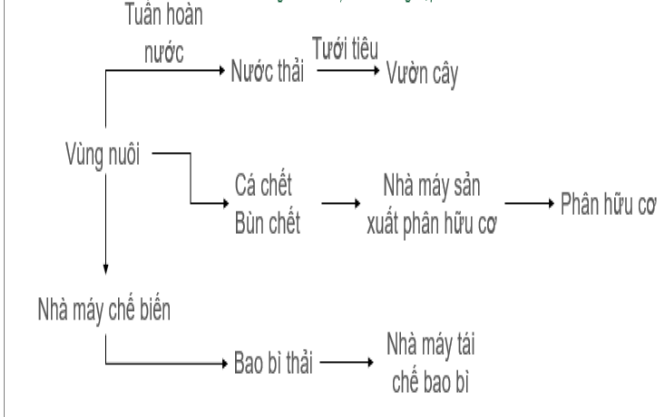 Tuần hoàn
nước
Nước thải
Tưới tiêu
Vườn cây
Vùng nuôi
Cá chết
Bùn chết
Nhà máy sản
xuất phân hữu cơ
Phân hữu cơ
Nhà máy chế biến
Bao bì thải
Nhà máy tái
chế bao bì